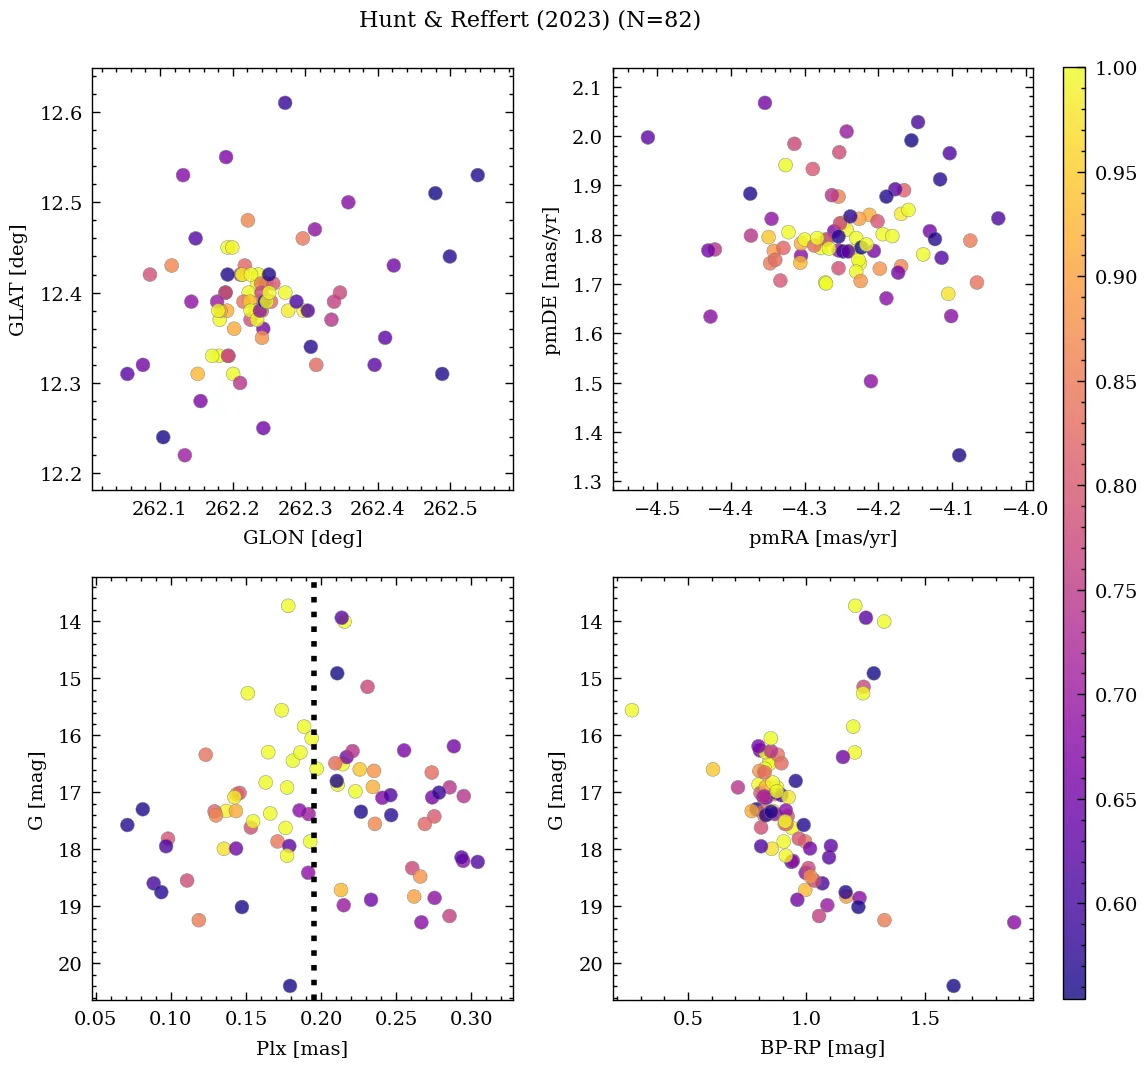 Hunt & Reffert (2023) (N=82)
12.6
12.5
12.4
12.3
12.2
GLAT [deg]
262.1 262.2 262.3 262.4 262.5
GLON [deg]
2.1
2.0
1.9
1.8
1.7
1.6
1.5
1.4
1.3
pmDE [mas/yr]
−4.5 −4.4 −4.3 −4.2 −4.1 −4.0
pmRA [mas/yr]
14
15
16
17
18
19
20
G [mag]
0.05 0.10 0.15 0.20 0.25 0.30
Plx [mas]
14
15
16
17
18
19
20
G [mag]
0.5 1.0 1.5
BP-RP [mag]
1.00
0.95
0.90
0.85
0.80
0.75
0.70
0.65
0.60